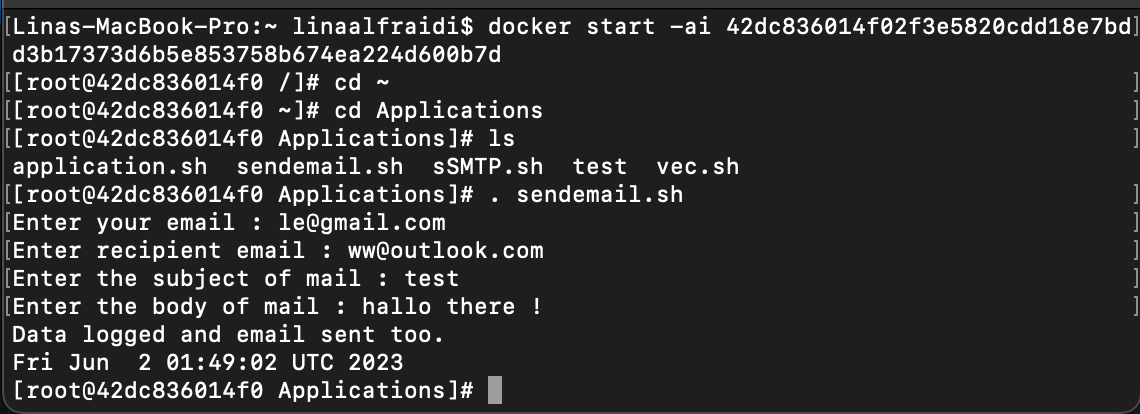 [Linas-MacBook-Pro:~ linaalfraidi$ docker start -ai 42dc836014f02f3e5820cdd18e7bd]
d3b17373d6b5e853758b674ea224d600b7d
[[root@42dc836014f0 /]# cd ~ ]
[[root@42dc836014f0 ~]# cd Applications ]
[[root@42dc836014f0 Applications]# ls ]
application.sh  sendemail.sh  sSMTP.sh  test  vec.sh
[[root@42dc836014f0 Applications]# . sendemail.sh ]
[Enter your email : le@gmail.com ]
[Enter recipient email : ww@outlook.com ]
[Enter the subject of mail : test ]
[Enter the body of mail : hallo there ! ]
Data logged and email sent too.
Fri Jun  2 01:49:02 UTC 2023
[root@42dc836014f0 Applications]#